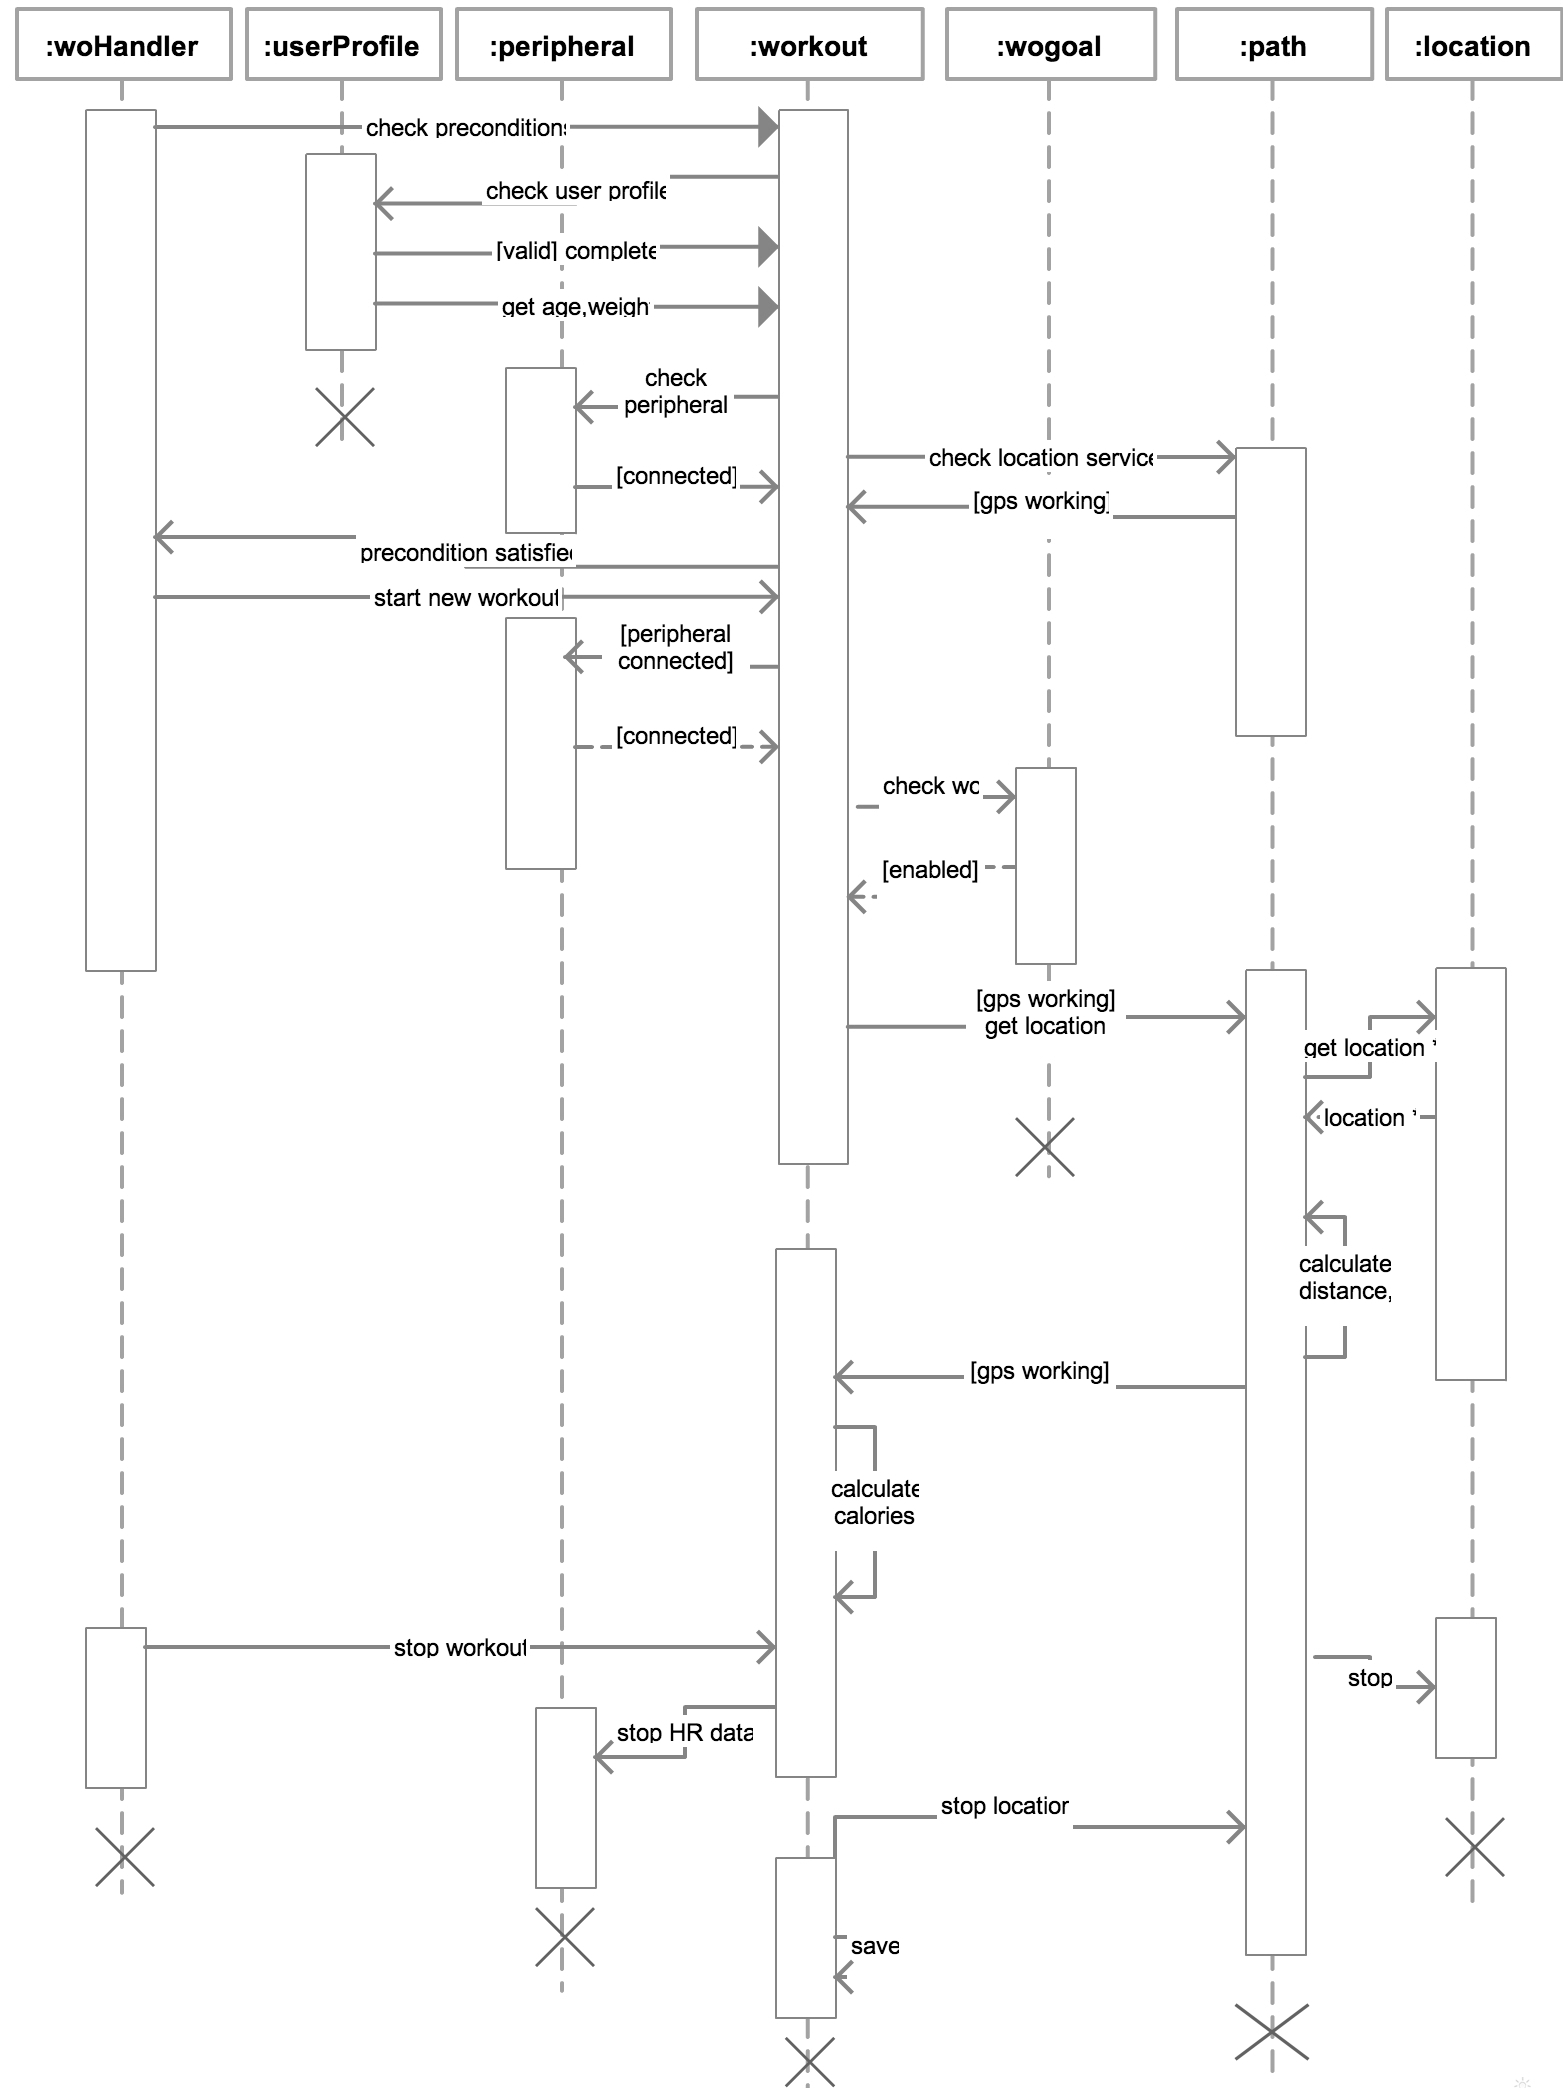 :woHandler
:userProfile
:peripheral
:workout
:wogoal
:path
:location
check preconditions
check user profile
[valid] complete
get age,weigh
check
peripheral
check location service
[connected]
[gps working]
precondition satisfied
start new workout
[peripheral
connected]
[connected]
check wo
[enabled]
[gps working]
get location
get location
location
calculate
distance,
[gps working]
calculate
calories
stop workout
stop
stop HR data
stop location
save